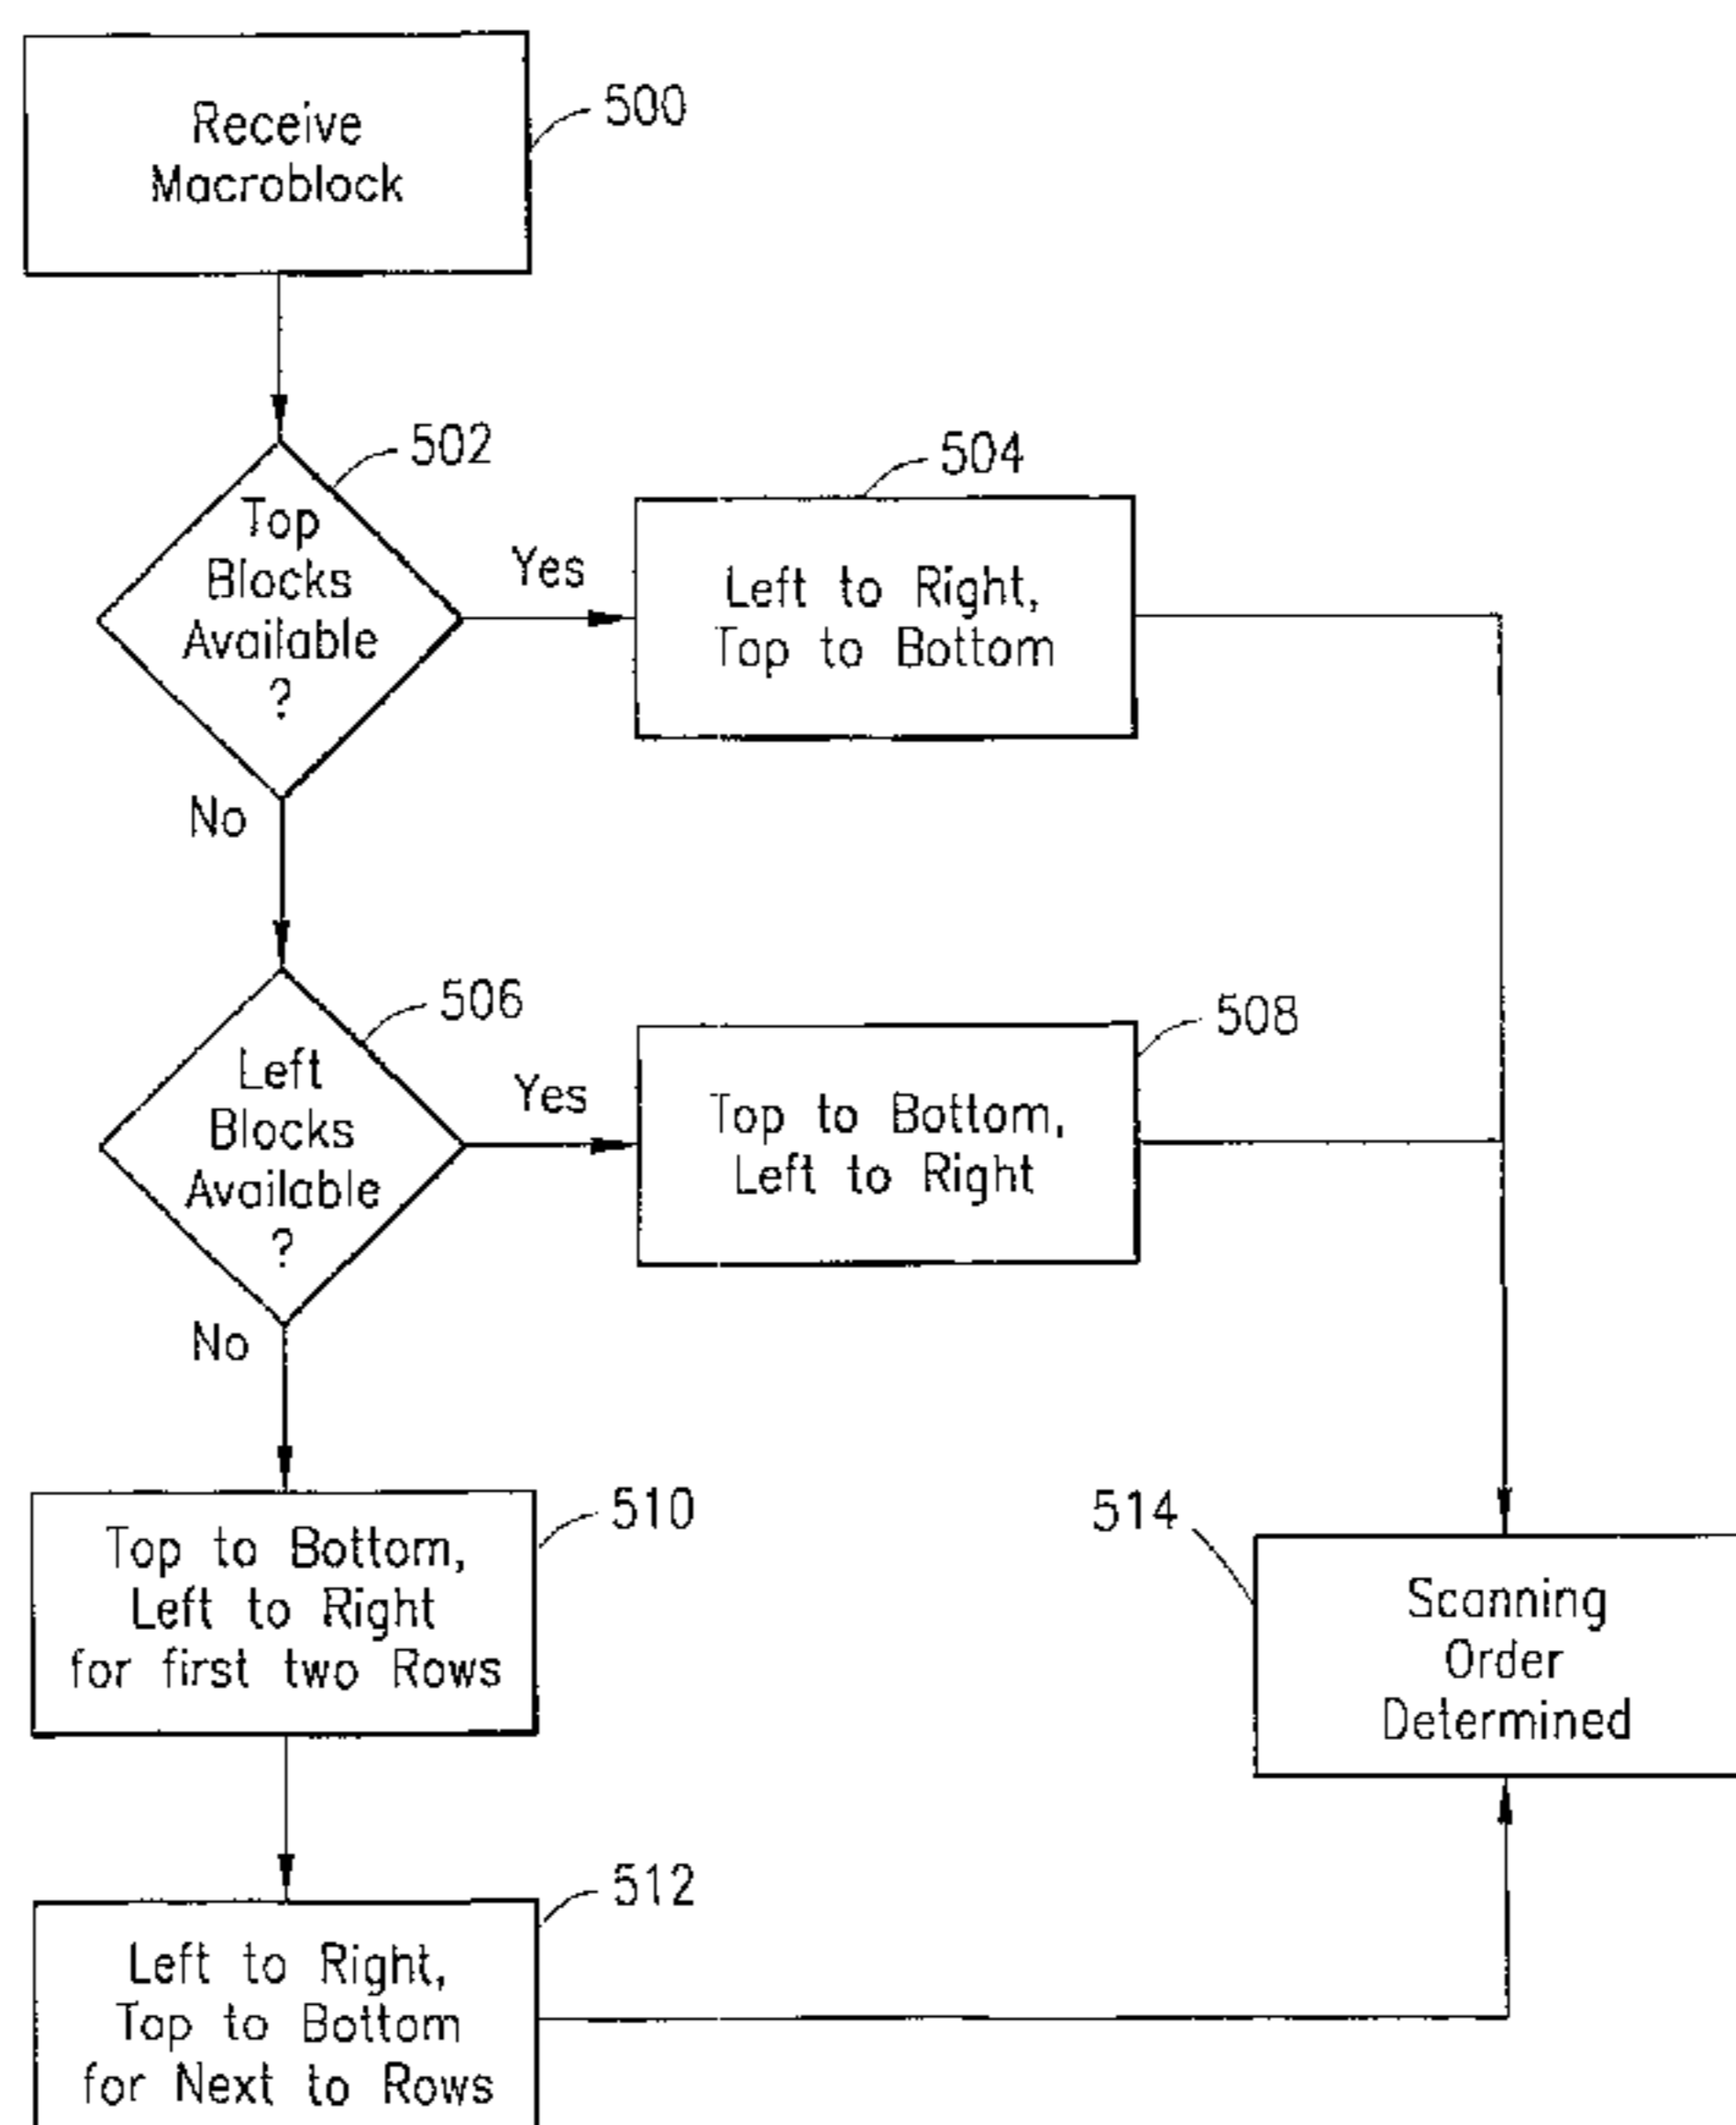 Receive
Macroblock
500
502
Top
Blocks
Available
?
Yes
504
Left to Right,
Top to Bottom
No
506
Left
Blocks
Available
?
Yes
508
Top to Bottom,
Left to Right
No
510
Top to Bottom,
Left to Right
for first two Rows
514
Scanning
Order
Determined
512
Left to Right,
Top to Bottom
for Next to Rows